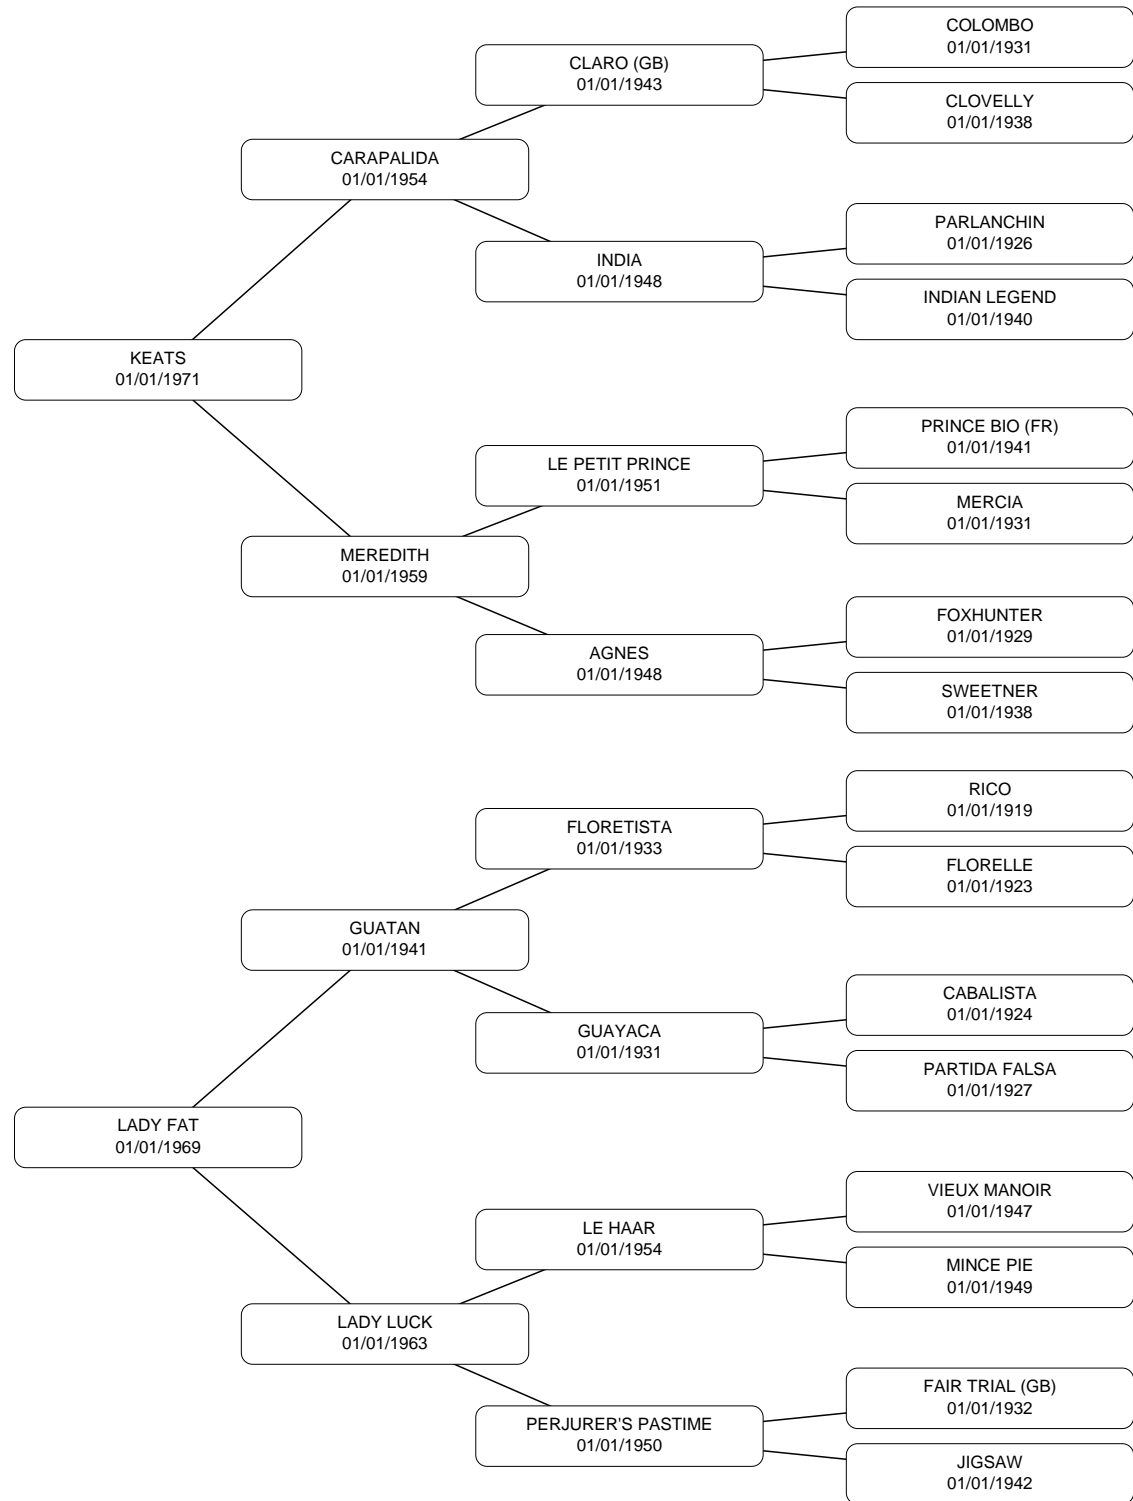 COLOMBO
01/01/1931
CLARO (GB)
01/01/1943
CLOVELLY
01/01/1938
CARAPALIDA
01/01/1954
PARLANCHIN
01/01/1926
INDIA
01/01/1948
INDIAN LEGEND
01/01/1940
KEATS
01/01/1971
PRINCE BIO (FR)
01/01/1941
LE PETIT PRINCE
01/01/1951
MERCIA
01/01/1931
MEREDITH
01/01/1959
FOXHUNTER
01/01/1929
AGNES
01/01/1948
SWEETNER
01/01/1938
RICO
01/01/1919
FLORETISTA
01/01/1933
FLORELLE
01/01/1923
GUATAN
01/01/1941
CABALISTA
01/01/1924
GUAYACA
01/01/1931
PARTIDA FALSA
01/01/1927
LADY FAT
01/01/1969
VIEUX MANOIR
01/01/1947
LE HAAR
01/01/1954
MINCE PIE
01/01/1949
LADY LUCK
01/01/1963
FAIR TRIAL (GB)
01/01/1932
PERJURER'S PASTIME
01/01/1950
JIGSAW
01/01/1942